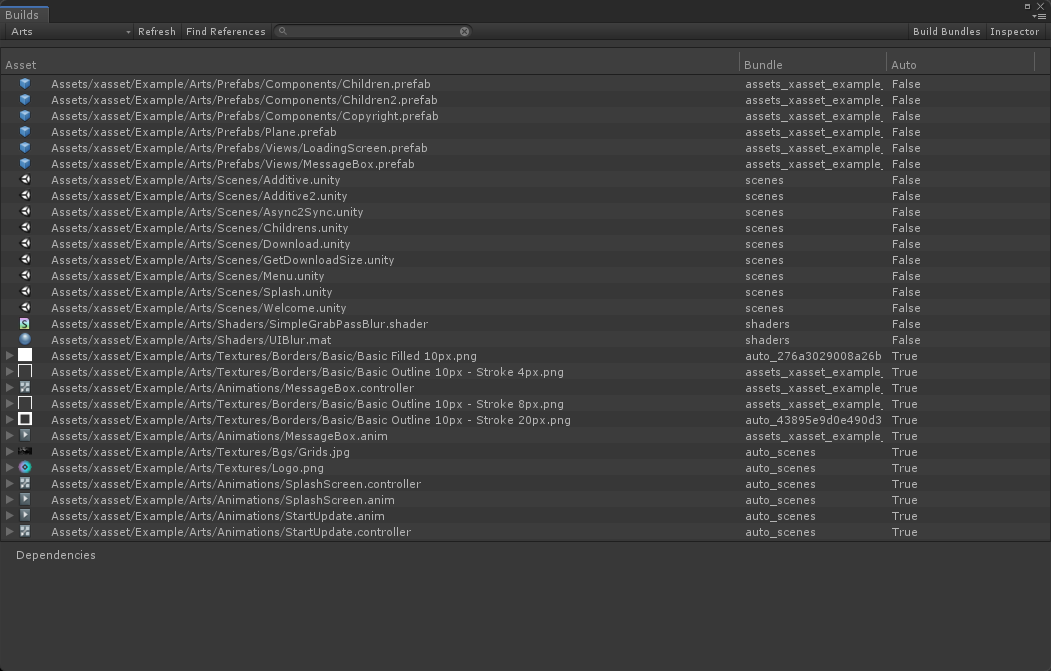 Builds
Arts Refresh Find References Build Bundles Inspector
Asset Bundle Auto
Assets/xasset/Example/Arts/Prefabs/Components/Children.prefab assets_xasset_example_ False
Assets/xasset/Example/Arts/Prefabs/Components/Children2.prefab assets_xasset_example_ False
Assets/xasset/Example/Arts/Prefabs/Components/Copyright.prefab assets_xasset_example_ False
Assets/xasset/Example/Arts/Prefabs/Plane.prefab assets_xasset_example_ False
Assets/xasset/Example/Arts/Prefabs/Views/LoadingScreen.prefab assets_xasset_example_ False
Assets/xasset/Example/Arts/Prefabs/Views/MessageBox.prefab assets_xasset_example_ False
Assets/xasset/Example/Arts/Scenes/Additive.unity scenes False
Assets/xasset/Example/Arts/Scenes/Additive2.unity scenes False
Assets/xasset/Example/Arts/Scenes/Async2Sync.unity scenes False
Assets/xasset/Example/Arts/Scenes/Childrens.unity scenes False
Assets/xasset/Example/Arts/Scenes/Download.unity scenes False
Assets/xasset/Example/Arts/Scenes/GetDownloadSize.unity scenes False
Assets/xasset/Example/Arts/Scenes/Menu.unity scenes False
Assets/xasset/Example/Arts/Scenes/Splash.unity scenes False
Assets/xasset/Example/Arts/Scenes/Welcome.unity scenes False
Assets/xasset/Example/Arts/Shaders/SimpleGrabPassBlur.shader shaders False
Assets/xasset/Example/Arts/Shaders/UIBlur.mat shaders False
Assets/xasset/Example/Arts/Textures/Borders/Basic/Basic Filled 10px.png auto_276a3029008a26b True
Assets/xasset/Example/Arts/Textures/Borders/Basic/Basic Outline 10px - Stroke 4px.png assets_xasset_example_ True
Assets/xasset/Example/Arts/Animations/MessageBox.controller assets_xasset_example_ True
Assets/xasset/Example/Arts/Textures/Borders/Basic/Basic Outline 10px - Stroke 8px.png assets_xasset_example_ True
Assets/xasset/Example/Arts/Textures/Borders/Basic/Basic Outline 10px - Stroke 20px.png auto_43895e9d0e490d3 True
Assets/xasset/Example/Arts/Animations/MessageBox.anim assets_xasset_example_ True
Assets/xasset/Example/Arts/Textures/Bgs/Grids.jpg auto_scenes True
Assets/xasset/Example/Arts/Textures/Logo.png auto_scenes True
Assets/xasset/Example/Arts/Animations/SplashScreen.controller auto_scenes True
Assets/xasset/Example/Arts/Animations/SplashScreen.anim auto_scenes True
Assets/xasset/Example/Arts/Animations/StartUpdate.anim auto_scenes True
Assets/xasset/Example/Arts/Animations/StartUpdate.controller auto_scenes True
Dependencies